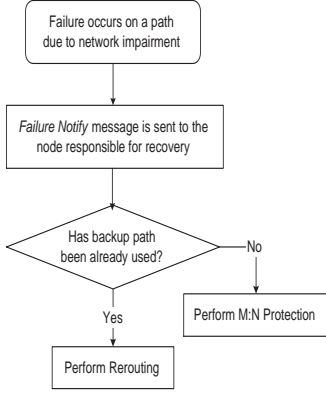 Failure occurs on a path
due to network impairment
Failure Notify message is sent to the
node responsible for recovery
Has backup path
been already used?
No
Yes
Perform M:N Protection
Perform Rerouting